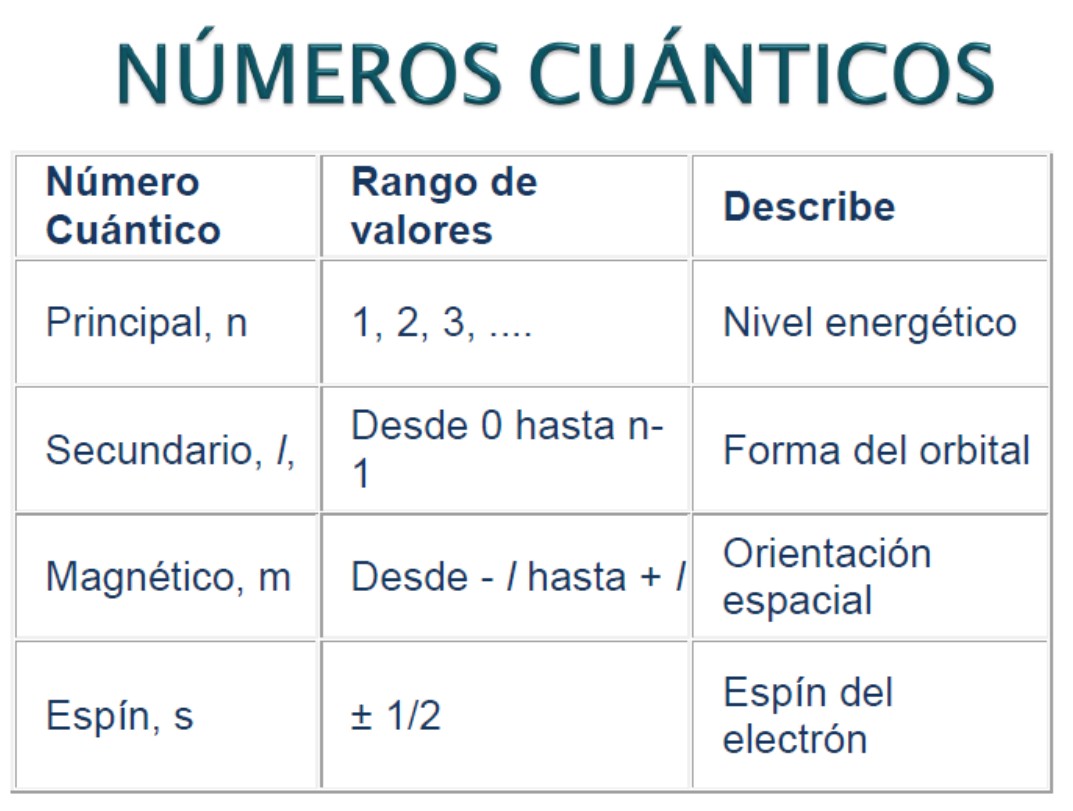 NÚMEROS CUÁNTICOS
Número
Cuántico
Rango de
valores
Describe
Principal, n
1, 2, 3, ....
Nivel energético
Secundario, l,
Desde 0 hasta n-
1
Forma del orbital
Magnético, m
Desde - l hasta + l
Orientación
espacial
Espín, s
± 1/2
Espín del
electrón